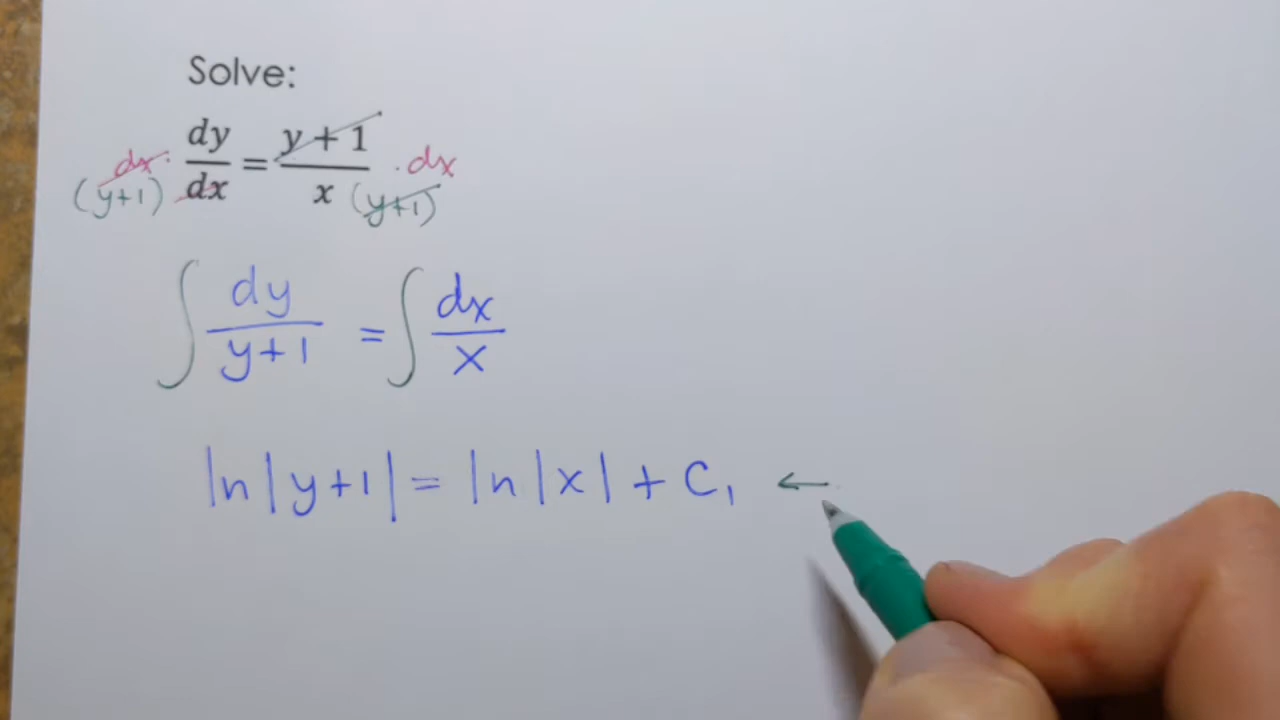 Solve:
dx · dy/dx = y + 1/x · dx
(y+1) (y+1)
∫ dy/y+1 = ∫ dx/x
ln|y+1| = ln|x| + C₁ ←